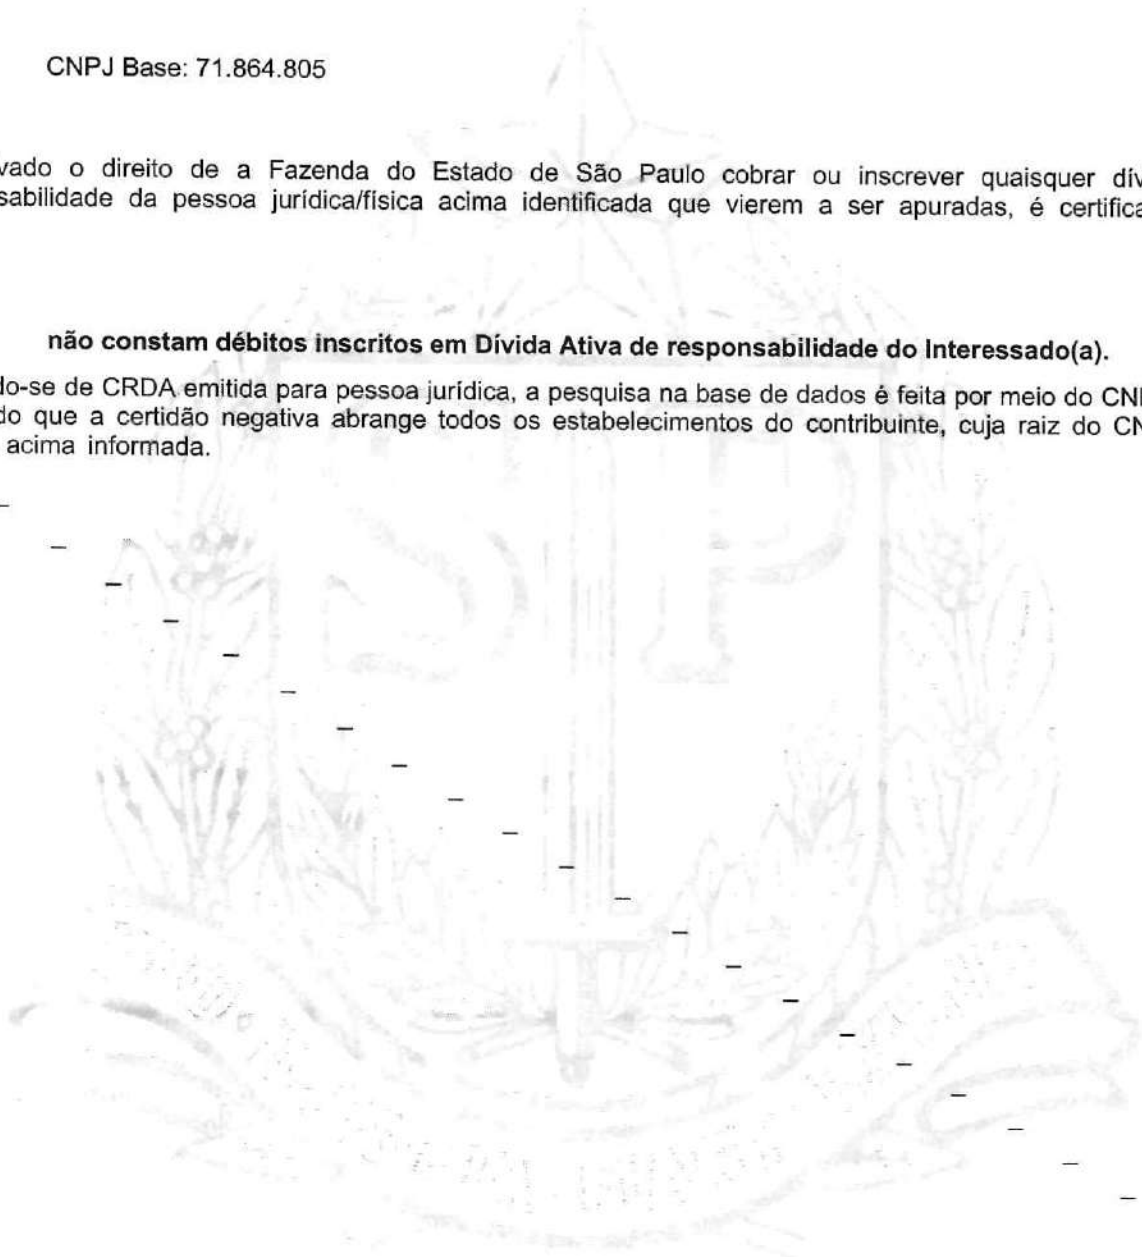 CNPJ Base: 71.864.805
vado o direito de a Fazenda do Estado de São Paulo cobrar ou inscrever quaisquer dív
sabilidade da pessoa jurídica/física acima identificada que vierem a ser apuradas, é certifica
não constam débitos inscritos em Dívida Ativa de responsabilidade do Interessado(a).
do-se de CRDA emitida para pessoa jurídica, a pesquisa na base de dados é feita por meio do CN
do que a certidão negativa abrange todos os estabelecimentos do contribuinte, cuja raiz do CN
acima informada.
SP